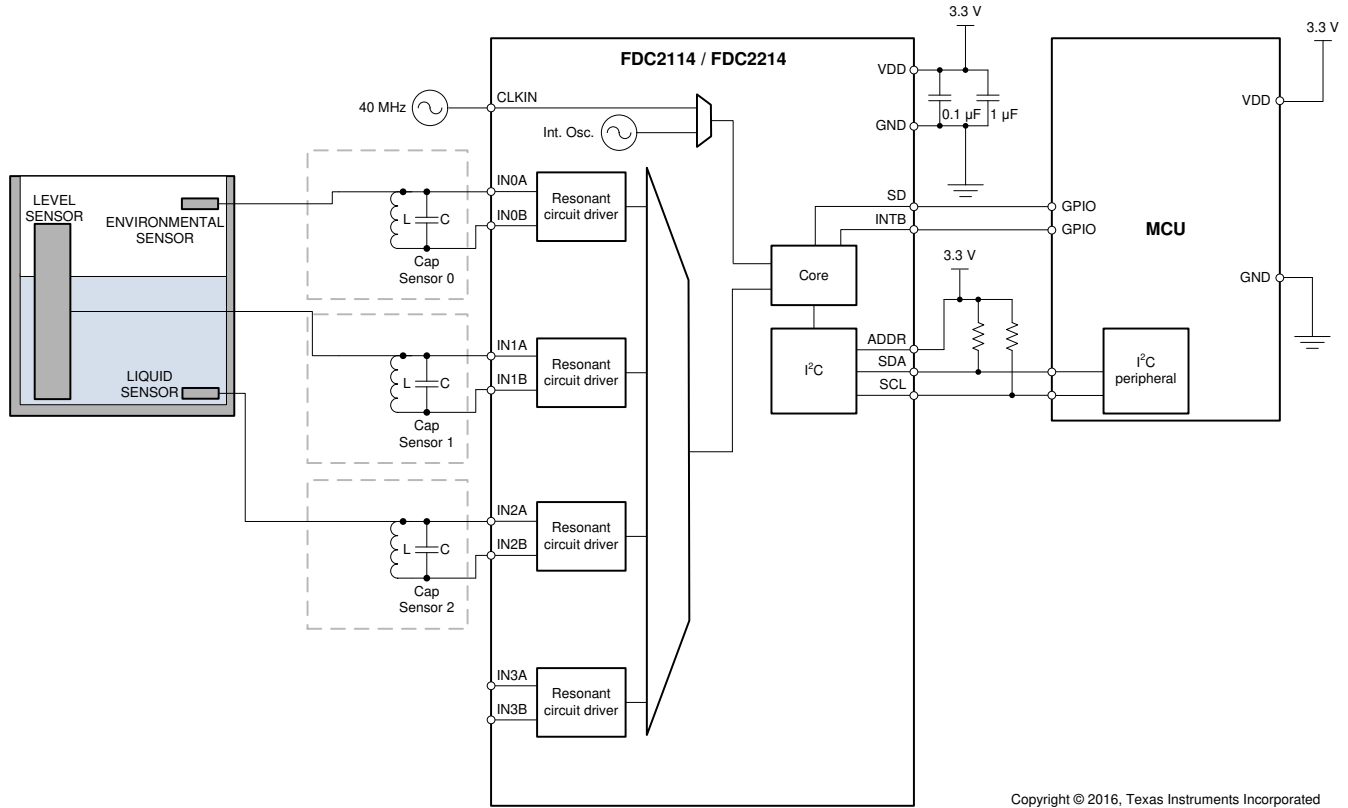 3.3 V
3.3 V
FDC2114 / FDC2214
VDD
CLKIN
40 MHz
Int. Osc.
0.1 µF
1 µF
GND
VDD
LEVEL
SENSOR
ENVIRONMENTAL
SENSOR
IN0A
IN0B
Resonant
circuit driver
L
C
Cap
Sensor 0
SD
INTB
GPIO
GPIO
MCU
Core
3.3 V
GND
IN1A
IN1B
Resonant
circuit driver
L
C
Cap
Sensor 1
LIQUID
SENSOR
I²C
ADDR
SDA
SCL
I²C
peripheral
IN2A
IN2B
Resonant
circuit driver
L
C
Cap
Sensor 2
IN3A
IN3B
Resonant
circuit driver
Copyright © 2016, Texas Instruments Incorporated